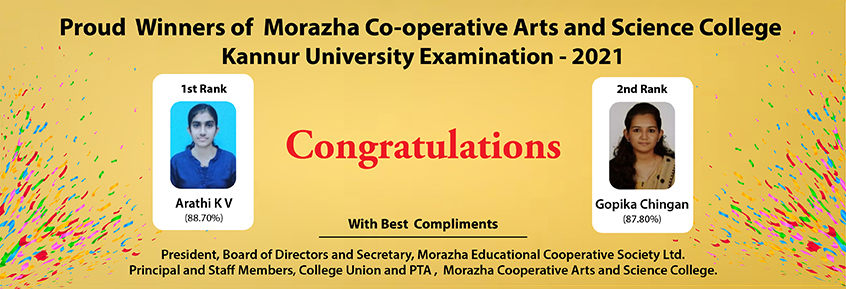 Proud Winners of Morazha Co-operative Arts and Science College
Kannur University Examination - 2021
1st Rank
Arathi K V
(88.70%)
Congratulations
2nd Rank
Gopika Chingan
(87.80%)
With Best Compliments
President, Board of Directors and Secretary, Morazha Educational Cooperative Society Ltd.
Principal and Staff Members, College Union and PTA , Morazha Cooperative Arts and Science College.